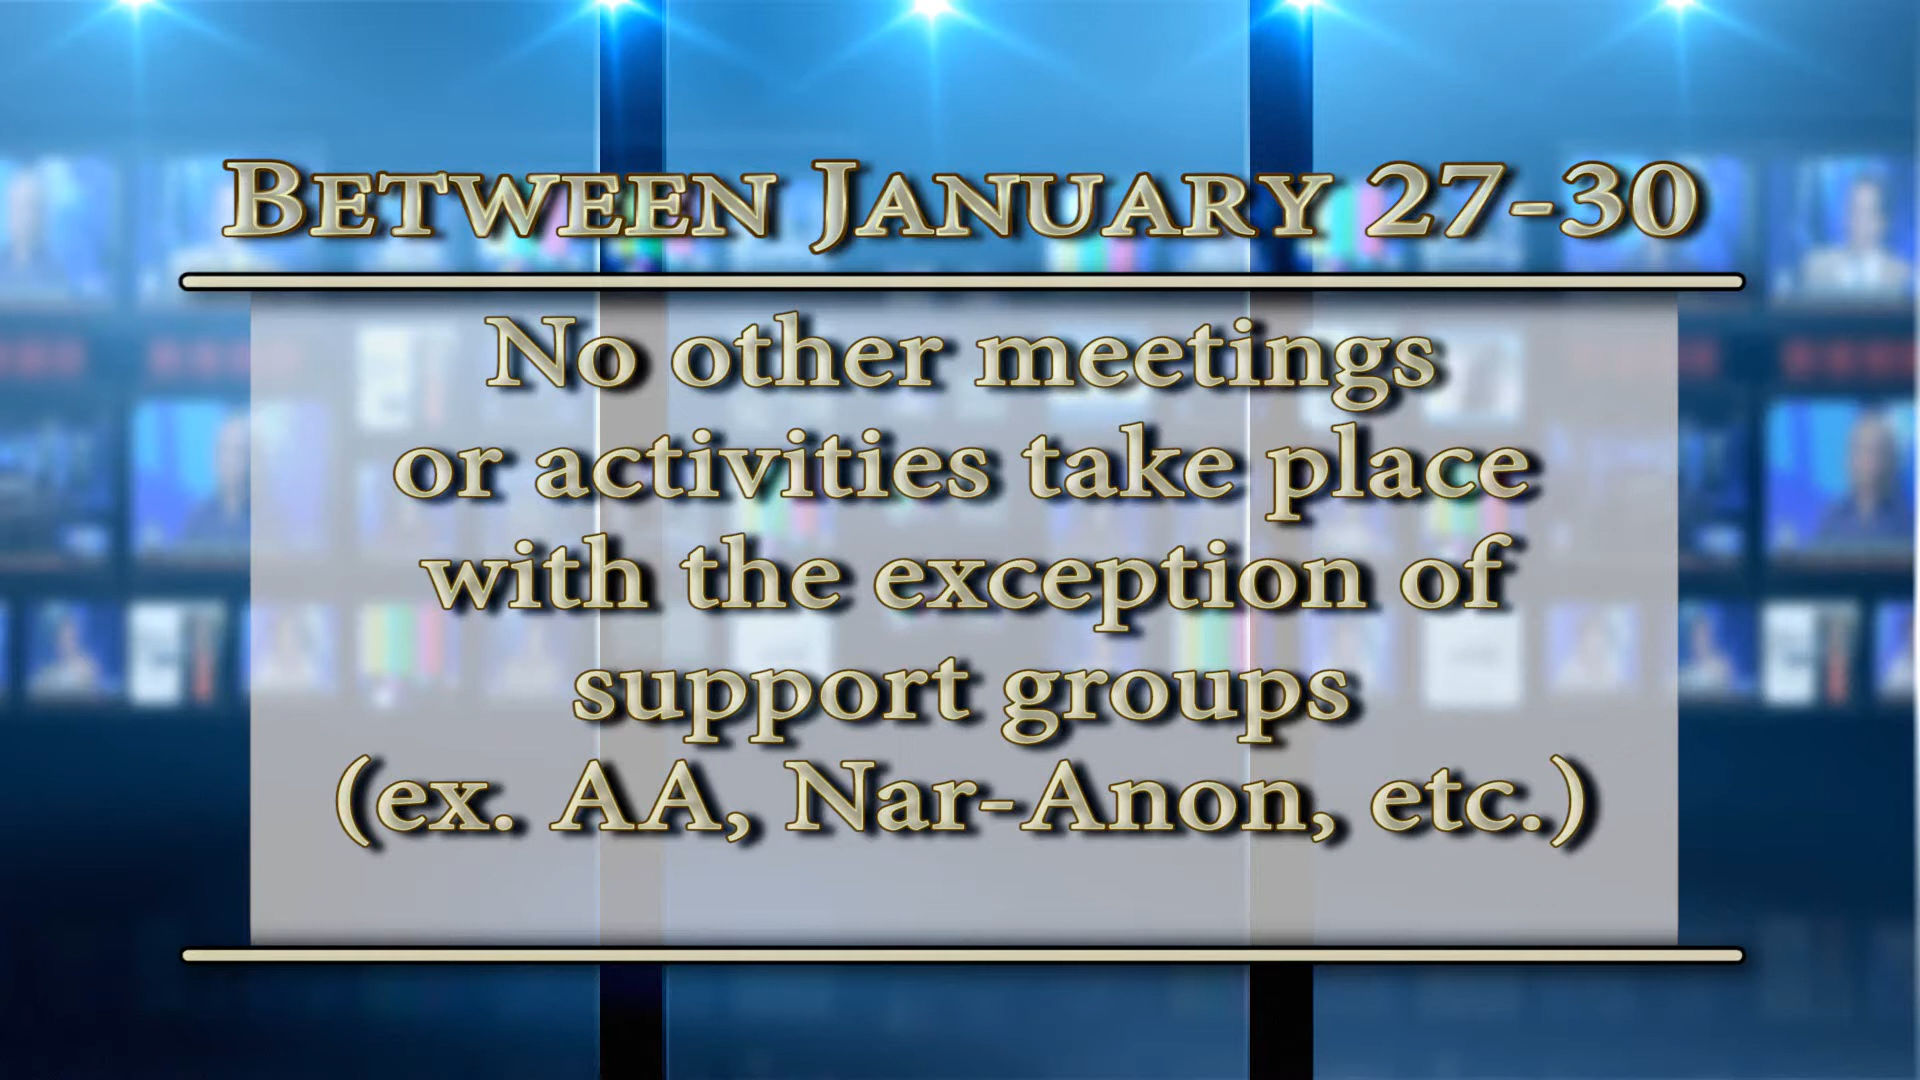 Between January 27-30
No other meetings
or activities take place
with the exception of
support groups
(ex. AA, Nar-Anon, etc.)